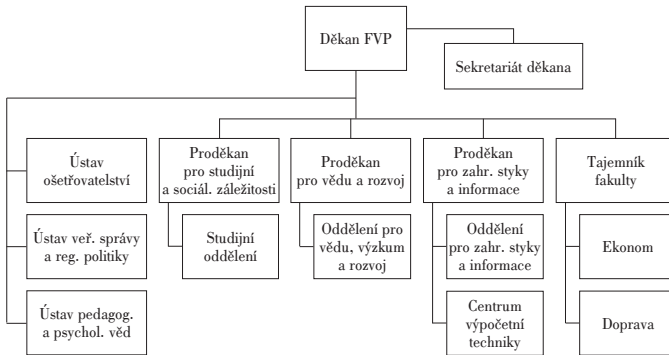 Děkan FVP
Sekretariát děkana
Ústav
ošetřovatelství
Proděkan
pro studijní
a sociál. záležitosti
Proděkan
pro vědu a rozvoj
Proděkan
pro zahr. styky
a informace
Tajemník
fakulty
Ústav veř. správy
a reg. politiky
Studijní
oddělení
Oddělení pro
vědu, výzkum
a rozvoj
Oddělení
pro zahr. styky
a informace
Ekonom
Ústav pedagog.
a psychol. věd
Centrum
výpočetní
techniky
Doprava